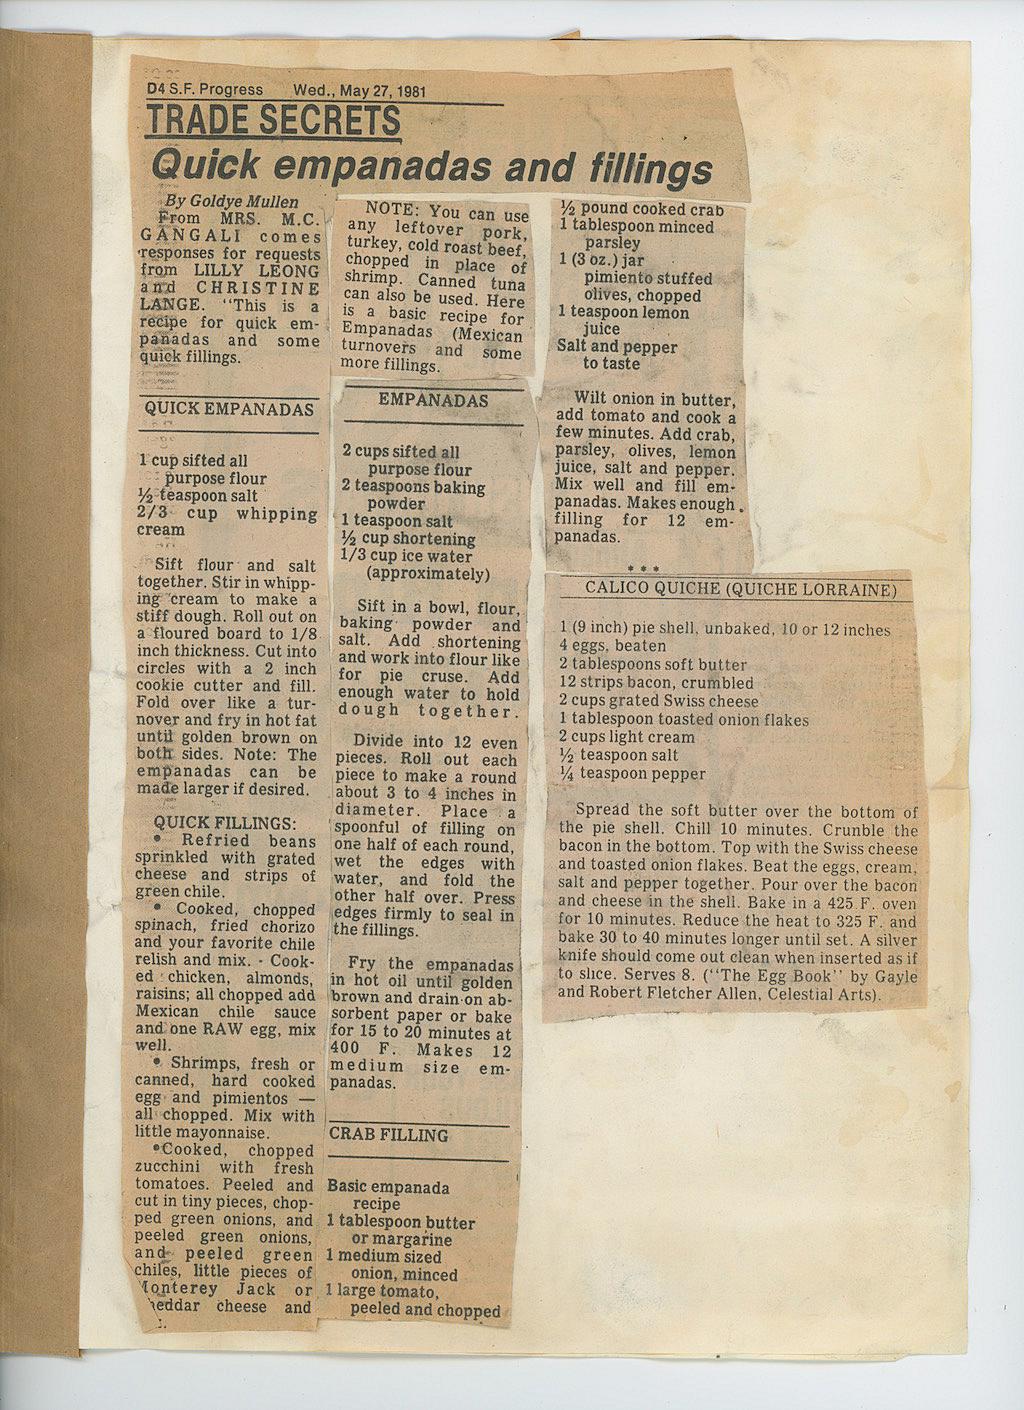 D4 S.F. Progress Wed., May 27, 1981
TRADE SECRETS
Quick empanadas and fillings
By Goldye Mullen
From MRS. M.C.
GANGALI comes
responses for requests
from LILLY LEONG
and CHRISTINE
LANGE. "This is a
recipe for quick em-
panadas and some
quick fillings.
QUICK EMPANADAS
1 cup sifted all
purpose flour
½ teaspoon salt
2/3 cup whipping
cream
Sift flour and salt
together. Stir in whipp-
ing cream to make a
stiff dough. Roll out on
a floured board to 1/8
inch thickness. Cut into
circles with a 2 inch
cookie cutter and fill.
Fold over like a tur-
nover and fry in hot fat
until golden brown on
both sides. Note: The
empanadas can be
made larger if desired.
QUICK FILLINGS:
• Refried beans
sprinkled with grated
cheese and strips of
green chile.
• Cooked, chopped
spinach, fried chorizo
and your favorite chile
relish and mix. - Cook-
ed chicken, almonds,
raisins; all chopped add
Mexican chile sauce
and one RAW egg, mix
well.
• Shrimps, fresh or
canned, hard cooked
egg and pimientos —
all chopped. Mix with
little mayonnaise.
•Cooked, chopped
zucchini with fresh
tomatoes. Peeled and
cut in tiny pieces, chop-
ped green onions, and
peeled green onions,
and peeled green
chiles, little pieces of
Monterey Jack or
heddar cheese and
NOTE: You can use
any leftover pork,
turkey, cold roast beef,
chopped in place of
shrimp. Canned tuna
can also be used. Here
is a basic recipe for
Empanadas (Mexican
turnovers and some
more fillings.
EMPANADAS
2 cups sifted all
purpose flour
2 teaspoons baking
powder
1 teaspoon salt
½ cup shortening
1/3 cup ice water
(approximately)
Sift in a bowl, flour,
baking powder and
salt. Add shortening
and work into flour like
for pie cruse. Add
enough water to hold
dough together.
Divide into 12 even
pieces. Roll out each
piece to make a round
about 3 to 4 inches in
diameter. Place a
spoonful of filling on
one half of each round,
wet the edges with
water, and fold the
other half over. Press
edges firmly to seal in
the fillings.
Fry the empanadas
in hot oil until golden
brown and drain on ab-
sorbent paper or bake
for 15 to 20 minutes at
400 F. Makes 12
medium size em-
panadas.
CRAB FILLING
Basic empanada
recipe
1 tablespoon butter
or margarine
1 medium sized
onion, minced
1 large tomato,
peeled and chopped
½ pound cooked crab
1 tablespoon minced
parsley
1 (3 oz.) jar
pimiento stuffed
olives, chopped
1 teaspoon lemon
juice
Salt and pepper
to taste
Wilt onion in butter,
add tomato and cook a
few minutes. Add crab,
parsley, olives, lemon
juice, salt and pepper.
Mix well and fill em-
panadas. Makes enough
filling for 12 em-
panadas.
* * *
CALICO QUICHE (QUICHE LORRAINE)
1 (9 inch) pie shell, unbaked, 10 or 12 inches
4 eggs, beaten
2 tablespoons soft butter
12 strips bacon, crumbled
2 cups grated Swiss cheese
1 tablespoon toasted onion flakes
2 cups light cream
½ teaspoon salt
¼ teaspoon pepper
Spread the soft butter over the bottom of
the pie shell. Chill 10 minutes. Crunble the
bacon in the bottom. Top with the Swiss cheese
and toasted onion flakes. Beat the eggs, cream,
salt and pepper together. Pour over the bacon
and cheese in the shell. Bake in a 425 F. oven
for 10 minutes. Reduce the heat to 325 F. and
bake 30 to 40 minutes longer until set. A silver
knife should come out clean when inserted as if
to slice. Serves 8. ("The Egg Book" by Gayle
and Robert Fletcher Allen, Celestial Arts).